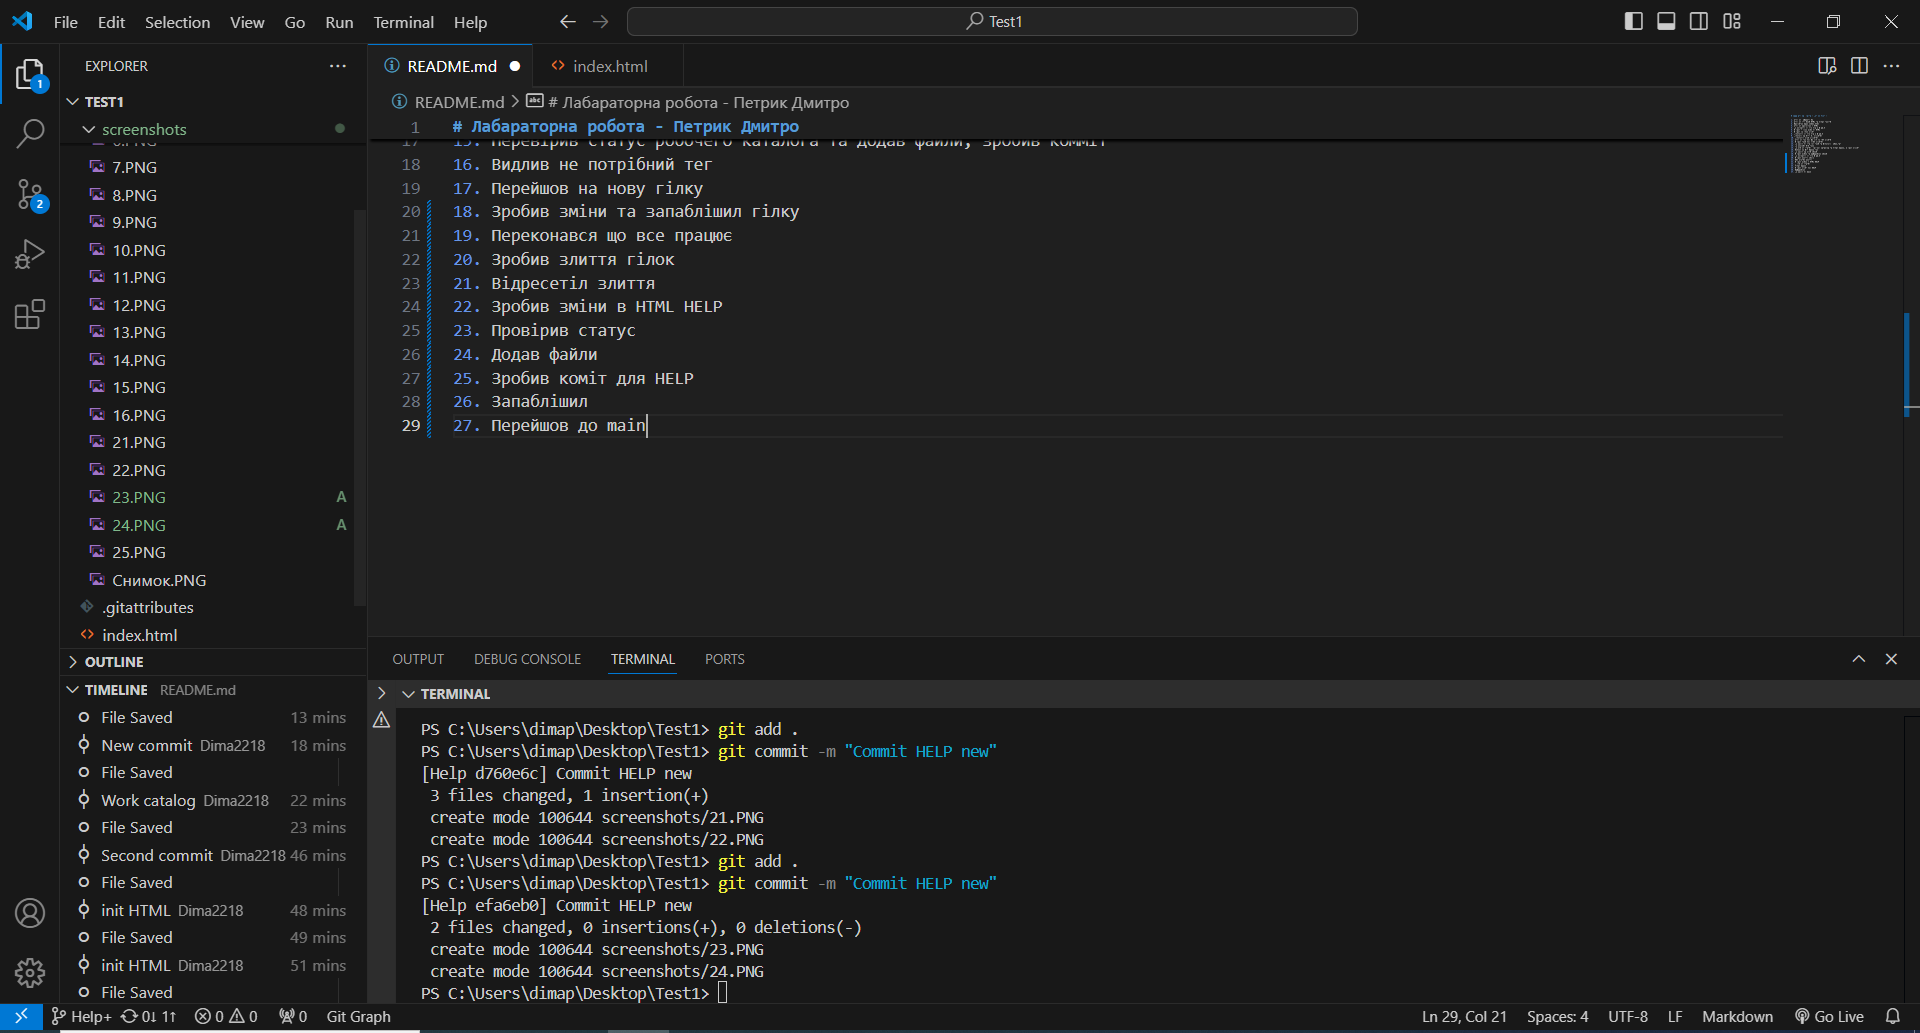 File Edit Selection View Go Run Terminal Help
Test1
EXPLORER
TEST1
screenshots
7.PNG
8.PNG
9.PNG
10.PNG
11.PNG
12.PNG
13.PNG
14.PNG
15.PNG
16.PNG
21.PNG
22.PNG
23.PNG A
24.PNG A
25.PNG
Снимок.PNG
.gitattributes
index.html
OUTLINE
TIMELINE README.md
File Saved 13 mins
New commit Dima2218 18 mins
File Saved
Work catalog Dima2218 22 mins
File Saved 23 mins
Second commit Dima2218 46 mins
File Saved
init HTML Dima2218 48 mins
File Saved 49 mins
init HTML Dima2218 51 mins
File Saved
README.md index.html
README.md > # Лабараторна робота - Петрик Дмитро
1 # Лабараторна робота - Петрик Дмитро
17 15. Перевірив статус робочего каталога та додав файли, зробив комміт
18 16. Видлив не потрібний тег
19 17. Перейшов на нову гілку
20 18. Зробив зміни та запаблішил гілку
21 19. Переконався що все працює
22 20. Зробив злиття гілок
23 21. Відресетіл злиття
24 22. Зробив зміни в HTML HELP
25 23. Провірив статус
26 24. Додав файли
27 25. Зробив коміт для HELP
28 26. Запаблішил
29 27. Перейшов до main
OUTPUT DEBUG CONSOLE TERMINAL PORTS
TERMINAL
PS C:\Users\dimap\Desktop\Test1> git add .
PS C:\Users\dimap\Desktop\Test1> git commit -m "Commit HELP new"
[Help d760e6c] Commit HELP new
3 files changed, 1 insertion(+)
create mode 100644 screenshots/21.PNG
create mode 100644 screenshots/22.PNG
PS C:\Users\dimap\Desktop\Test1> git add .
PS C:\Users\dimap\Desktop\Test1> git commit -m "Commit HELP new"
[Help efa6eb0] Commit HELP new
2 files changed, 0 insertions(+), 0 deletions(-)
create mode 100644 screenshots/23.PNG
create mode 100644 screenshots/24.PNG
PS C:\Users\dimap\Desktop\Test1>
Help+ 0↓ 1↑ 0 0 0 Git Graph Ln 29, Col 21 Spaces: 4 UTF-8 LF Markdown Go Live